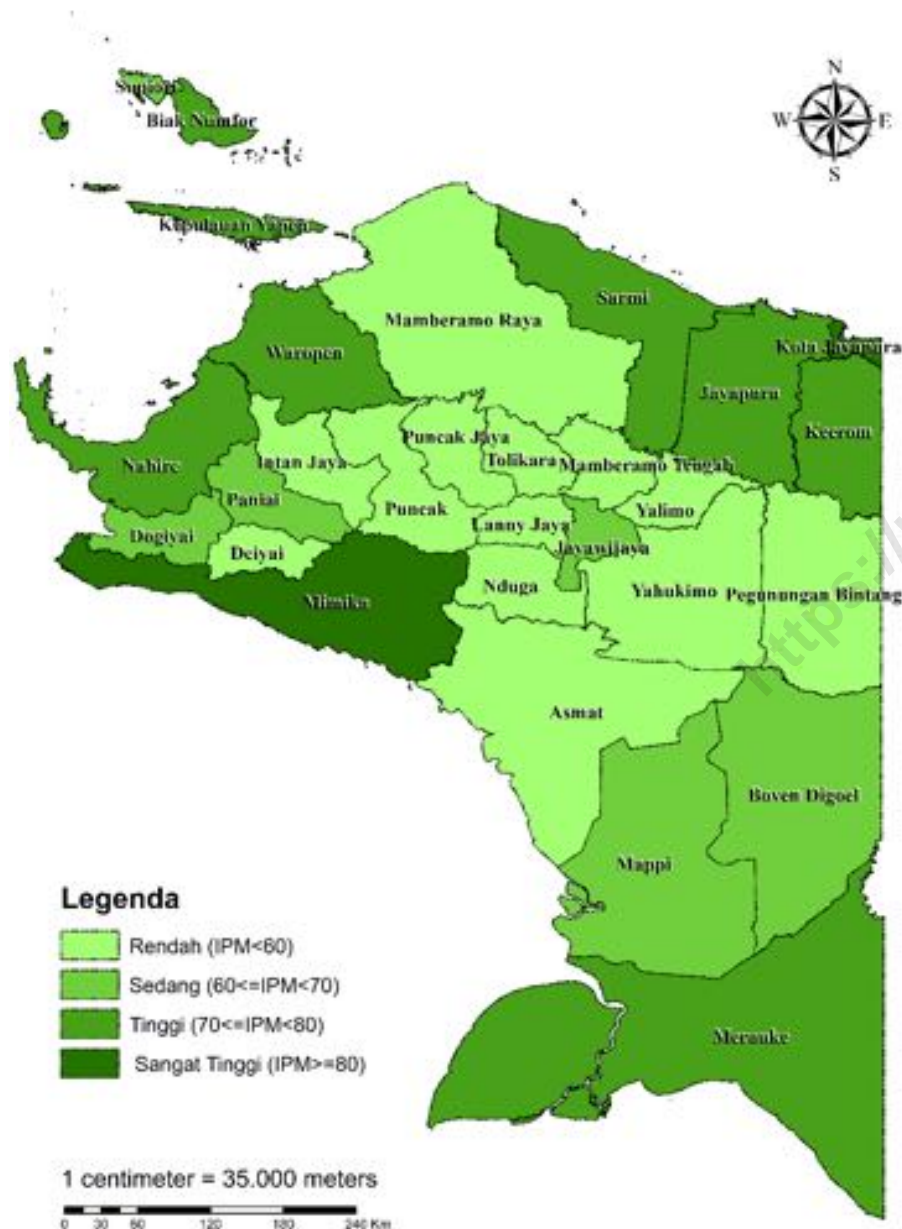 N
W E
S
Supiori
Biak Numfor
Kepulauan Yapen
Sarmi
Mamberamo Raya
Waropen
Kota Jayapura
Jayapura
Keerom
Puncak Jaya
Intan Jaya
Tolikara
Mamberamo Tengah
Nabire
Paniai
Puncak
Yalimo
Lanny Jaya
Dogiyai
Deiyai
Jayawijaya
Mimika
Nduga
Yahukimo
Pegunungan Bintang
https://
Asmat
Boven Digoel
Mappi
Legenda
Rendah (IPM<60)
Sedang (60<=IPM<70)
Tinggi (70<=IPM<80)
Sangat Tinggi (IPM>=80)
Merauke
1 centimeter = 35.000 meters
0 30 60 120 180 240 Km